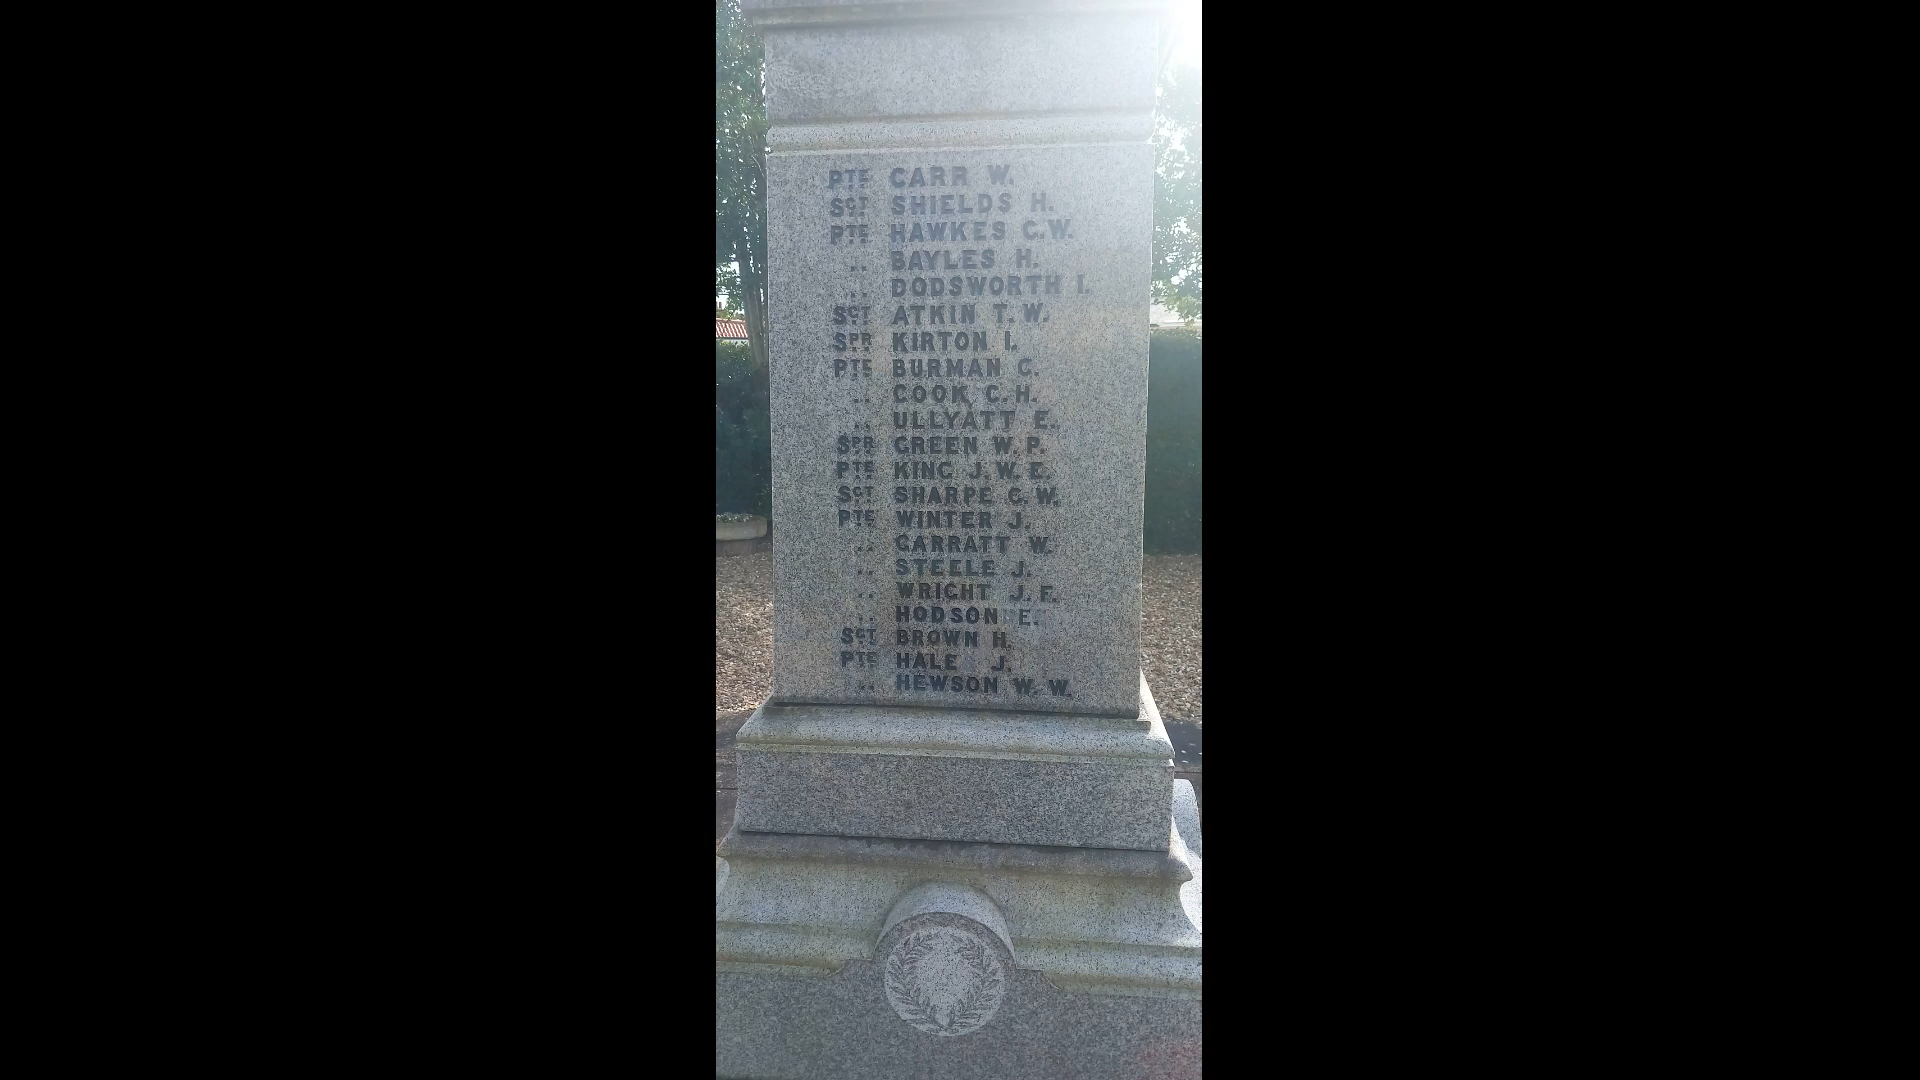 PTE CARR W.
SGT SHIELDS H.
PTE HAWKES C.W.
.. BAYLES H.
.. DODSWORTH I.
SGT ATKIN T.W.
SPR KIRTON I.
PTE BURMAN G.
.. COOK C.H.
.. ULLYATT E.
SPR GREEN W.P.
PTE KING J.W.E.
SGT SHARPE G.W.
PTE WINTER J.
.. GARRATT W.
.. STEELE J.
.. WRIGHT J.F.
.. HODSON E.
SGT BROWN H.
PTE HALE J.
.. HEWSON W.W.